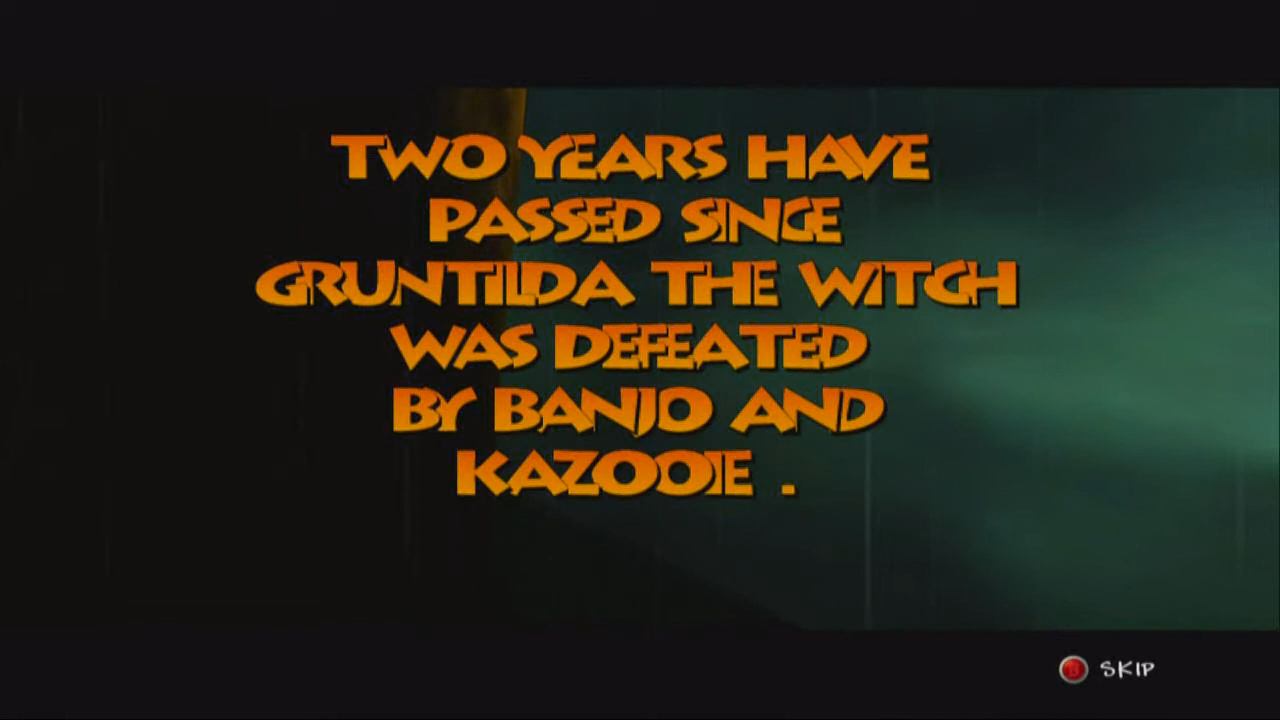 TWO YEARS HAVE
PASSED SINCE
GRUNTILDA THE WITCH
WAS DEFEATED
BY BANJO AND
KAZOOIE .
B SKIP